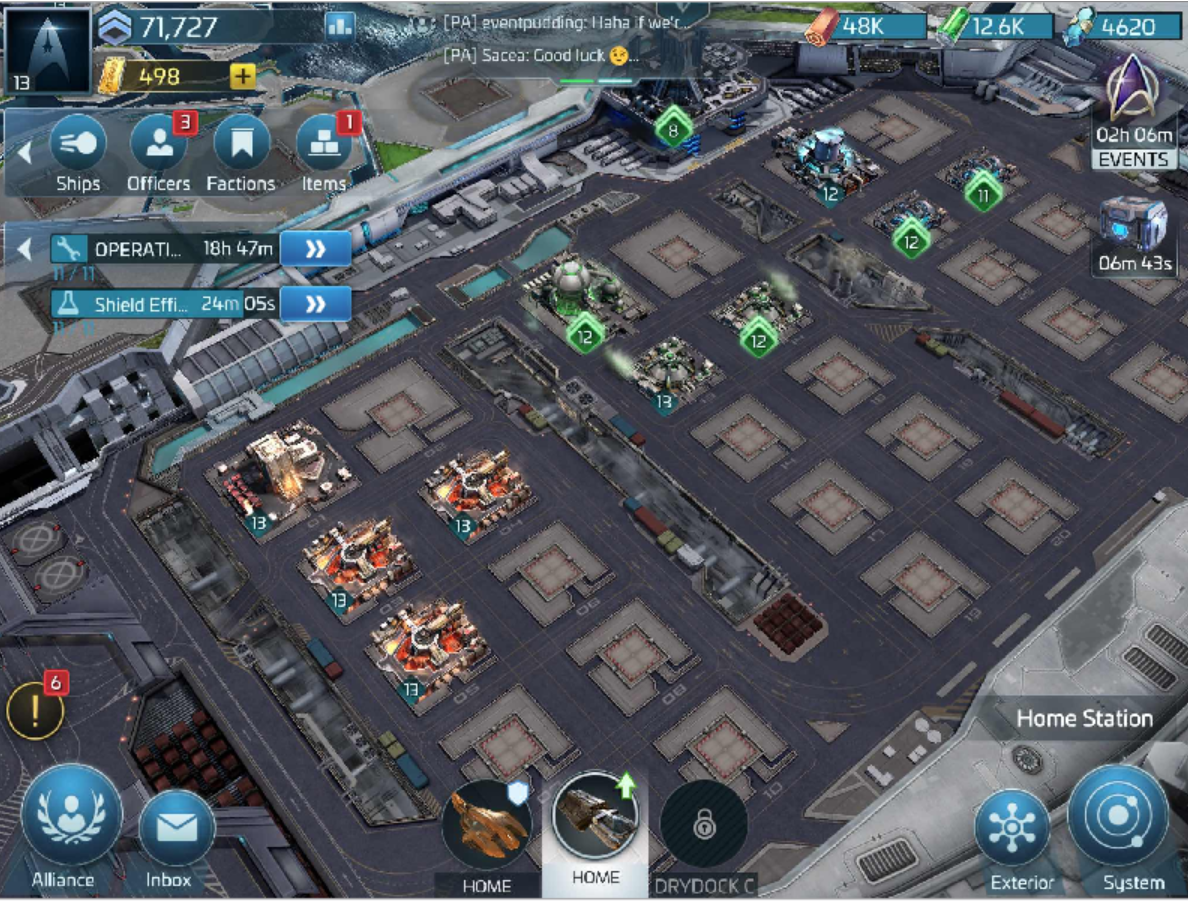 71,727
[PA] eventpudding: Haha if we'r...
48K
12.6K
4620
13
498
+
[PA] Sacea: Good luck 😉...
8
3
1
Ships
Officers
Factions
Items
02h 06m
EVENTS
12
11
12
OPERATI...
18h 47m
11 / 11
06m 43s
Shield Effi...
24m 05s
12
12
13
13
13
13
13
6
!
Home Station
Alliance
Inbox
HOME
HOME
DRYDOCK C
Exterior
System